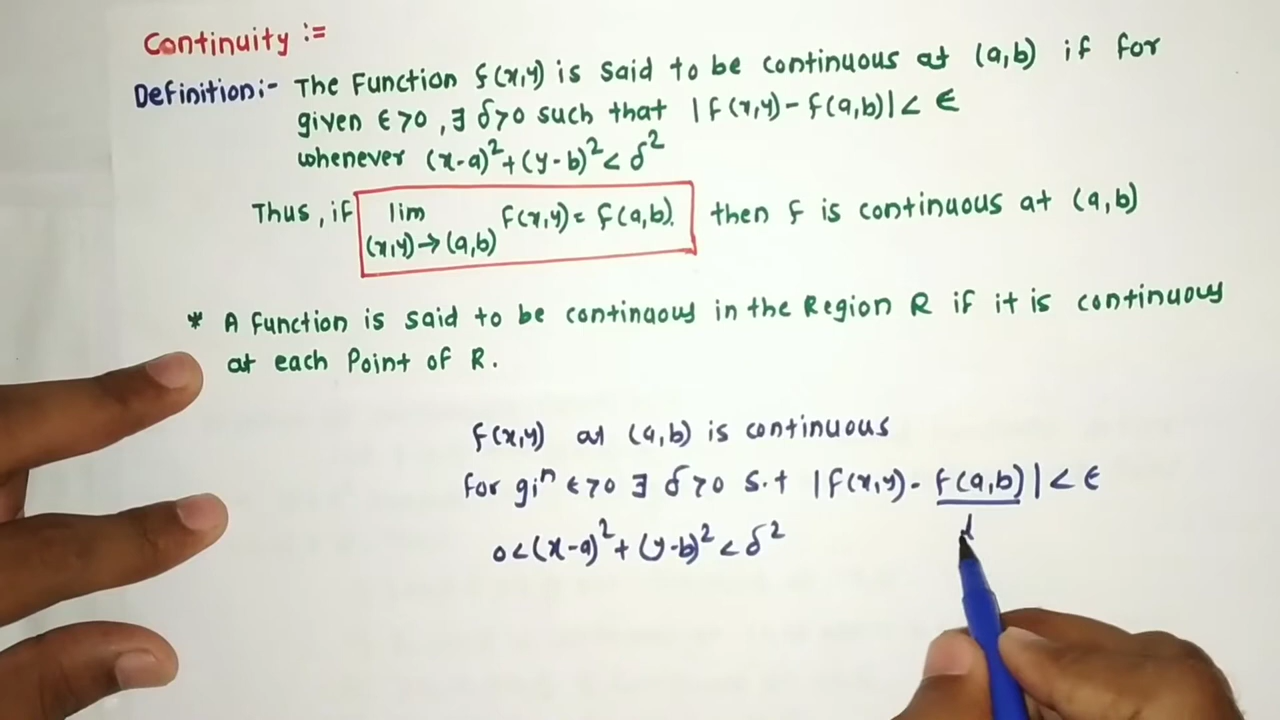 Continuity :=
Definition:- The Function f(x,y) is said to be continuous at (a,b) if for
given ϵ>0, ∃ δ>0 such that |f(x,y) - f(a,b)| < ϵ
whenever (x-a)²+(y-b)² < δ²
Thus, if lim f(x,y) = f(a,b). then f is continuous at (a,b)
(x,y)→(a,b)
* A function is said to be continuous in the Region R if it is continuous
at each Point of R.
f(x,y) at (a,b) is continuous
for giⁿ ϵ>0 ∃ δ>0 s.t |f(x,y) - f(a,b)| < ϵ
0<(x-a)²+(y-b)² < δ²